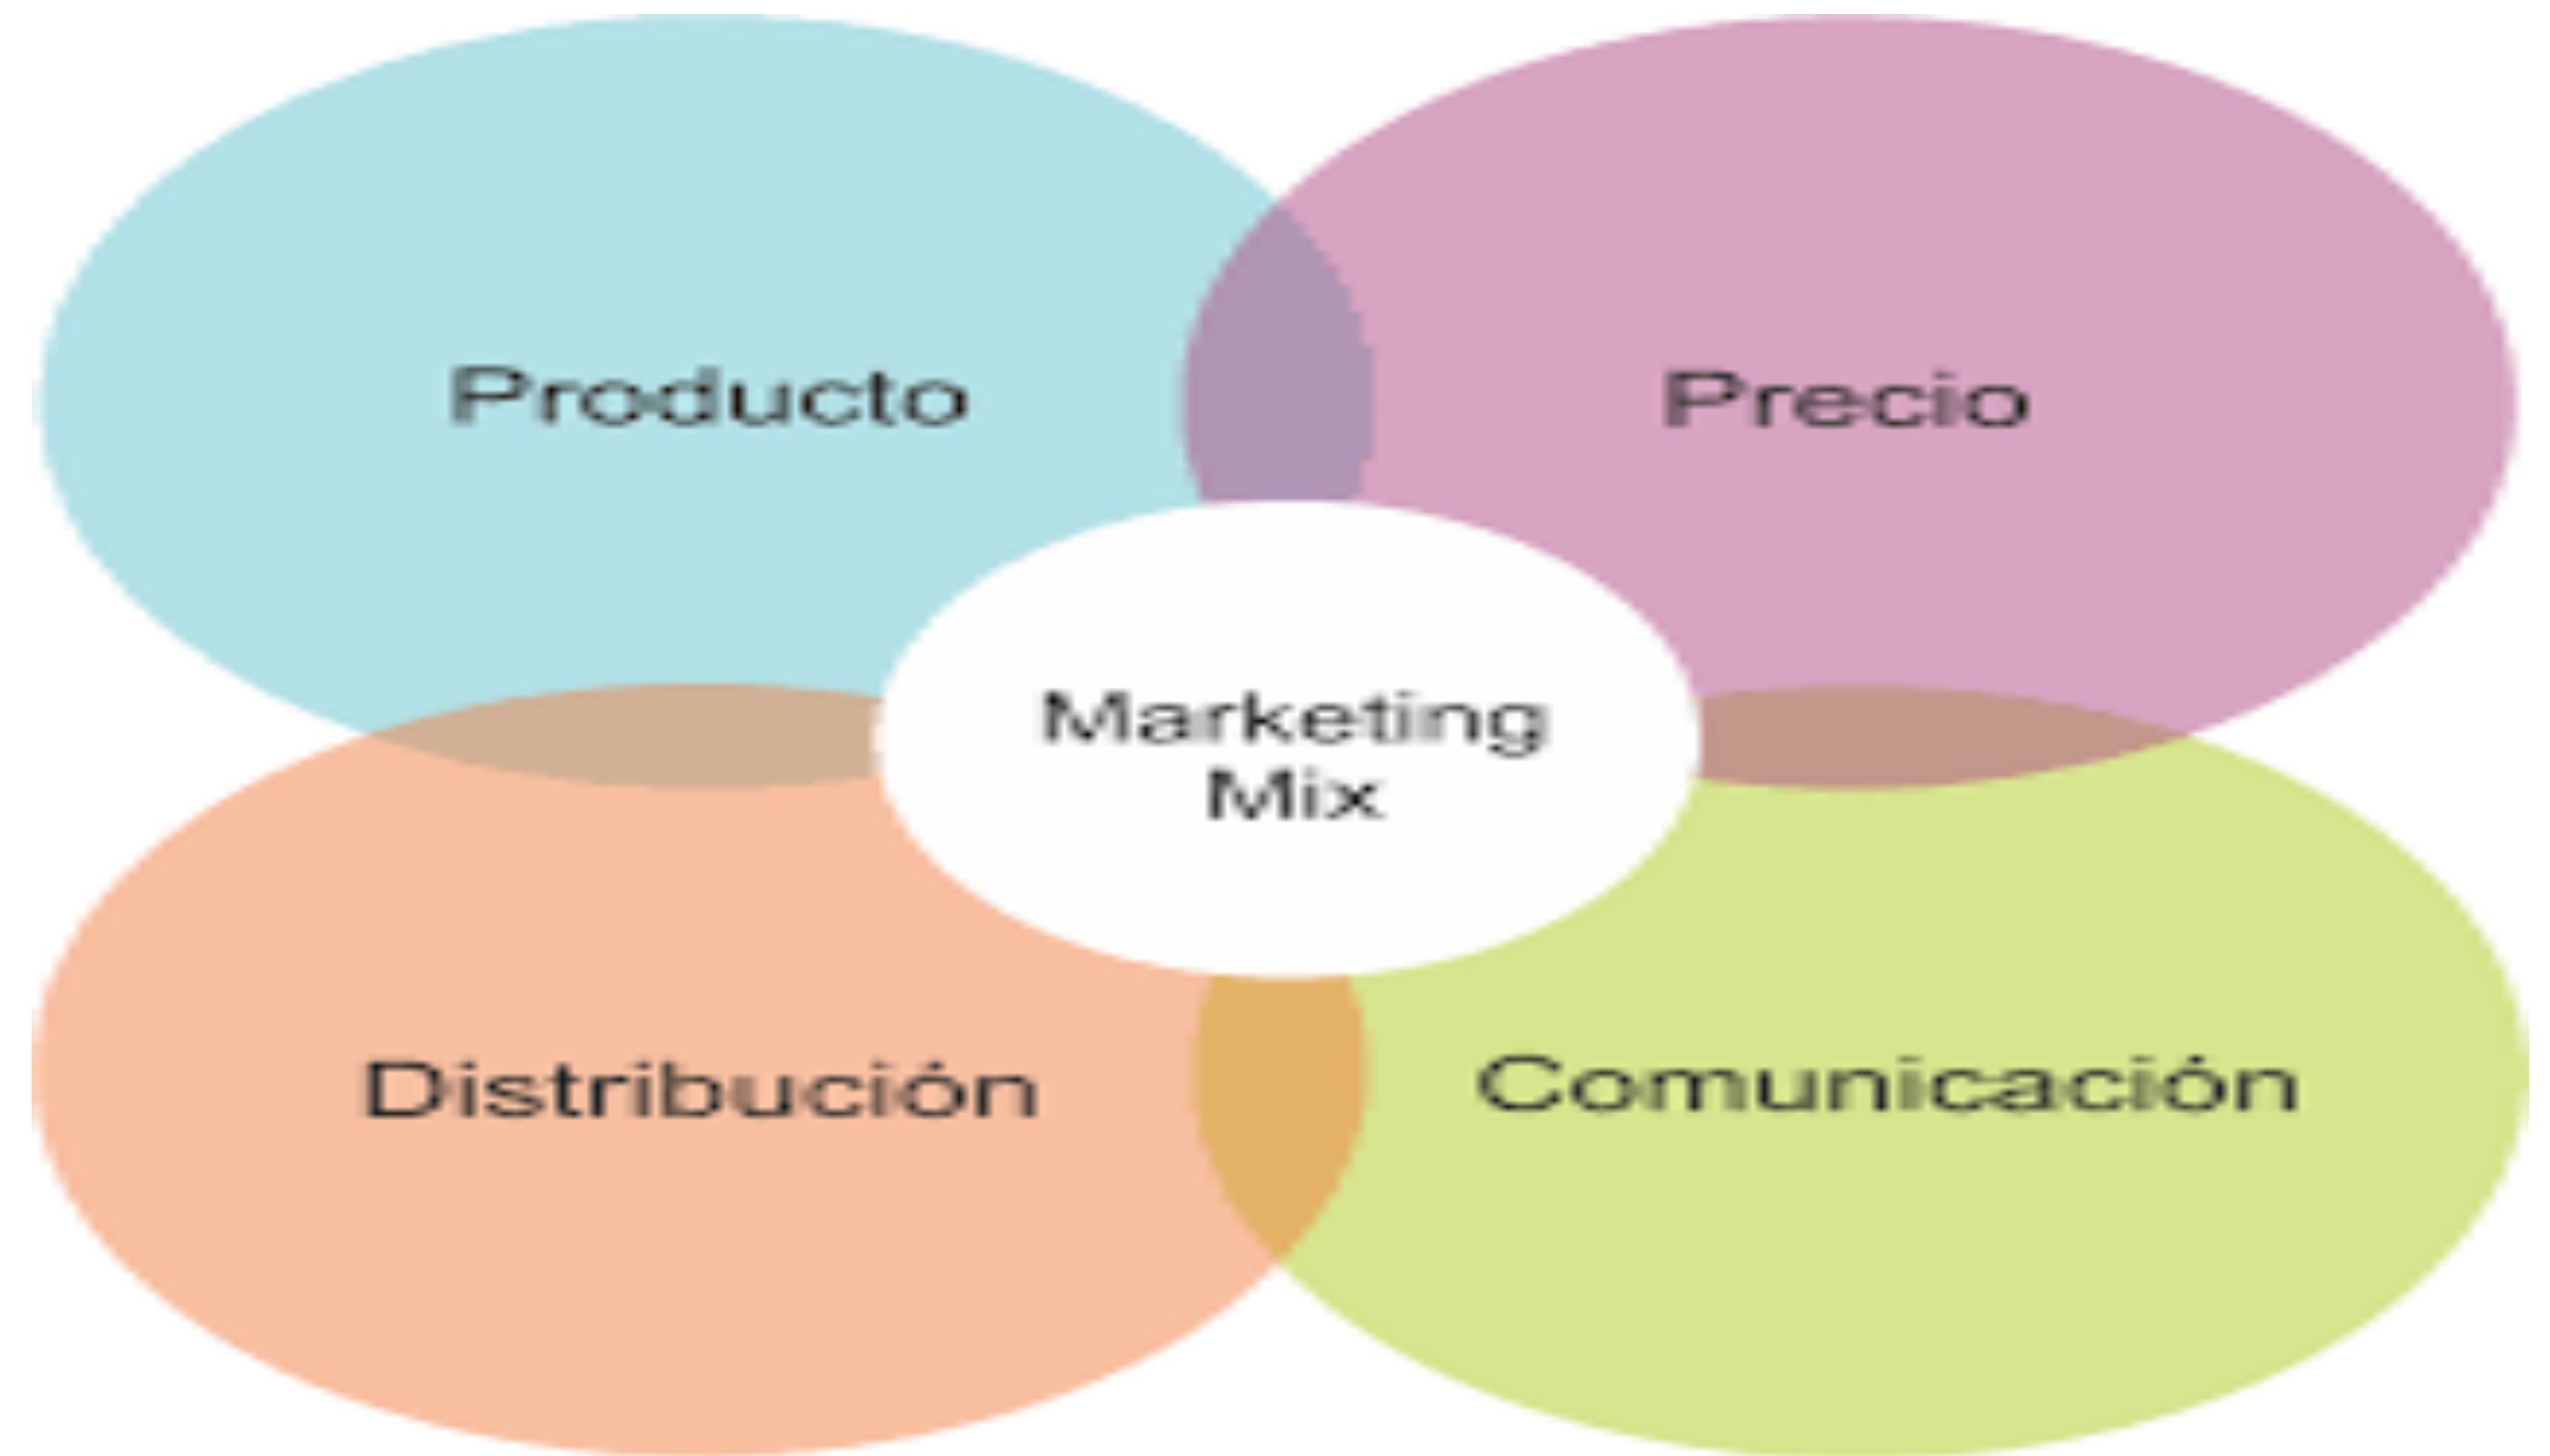 Producto
Precio
Marketing
Mix
Distribución
Comunicación